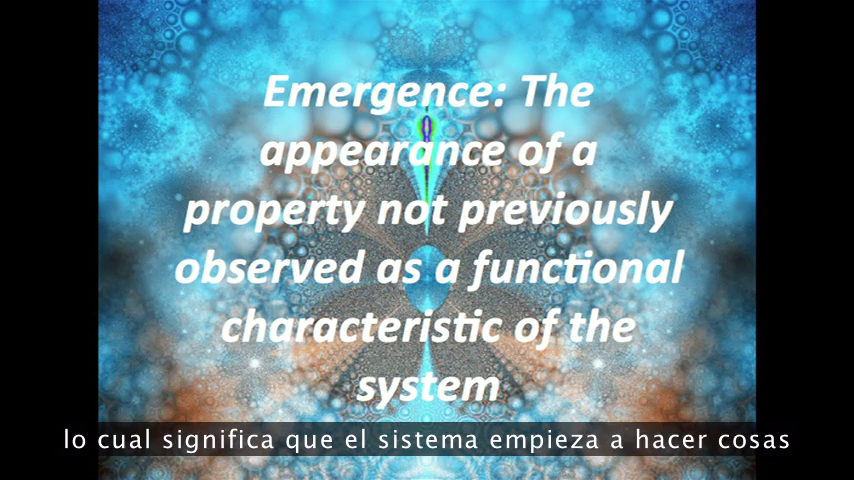 Emergence: The
appearance of a
property not previously
observed as a functional
characteristic of the
system
lo cual significa que el sistema empieza a hacer cosas